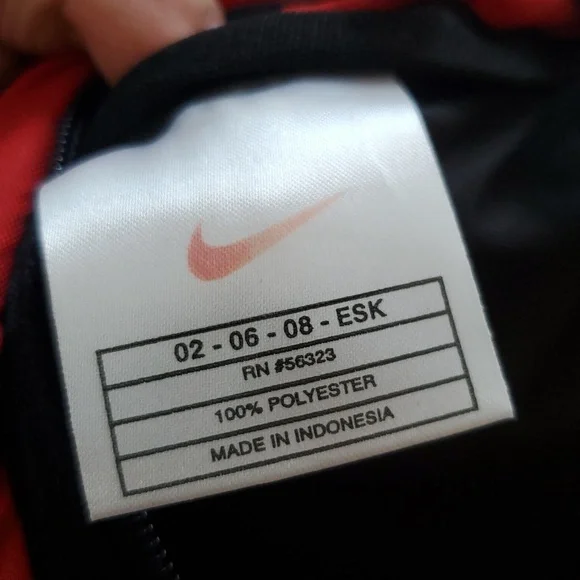 02 - 06 - 08 - ESK
RN #56323
100% POLYESTER
MADE IN INDONESIA